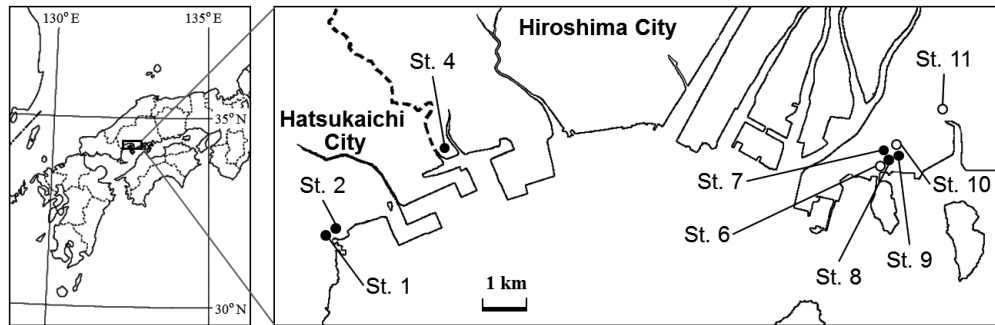 130°E
135°E
35°N
30°N
Hiroshima City
St. 11
St. 4
Hatsukaichi
City
St. 2
St. 7
St. 10
St. 6
St. 9
St. 8
St. 1
1 km